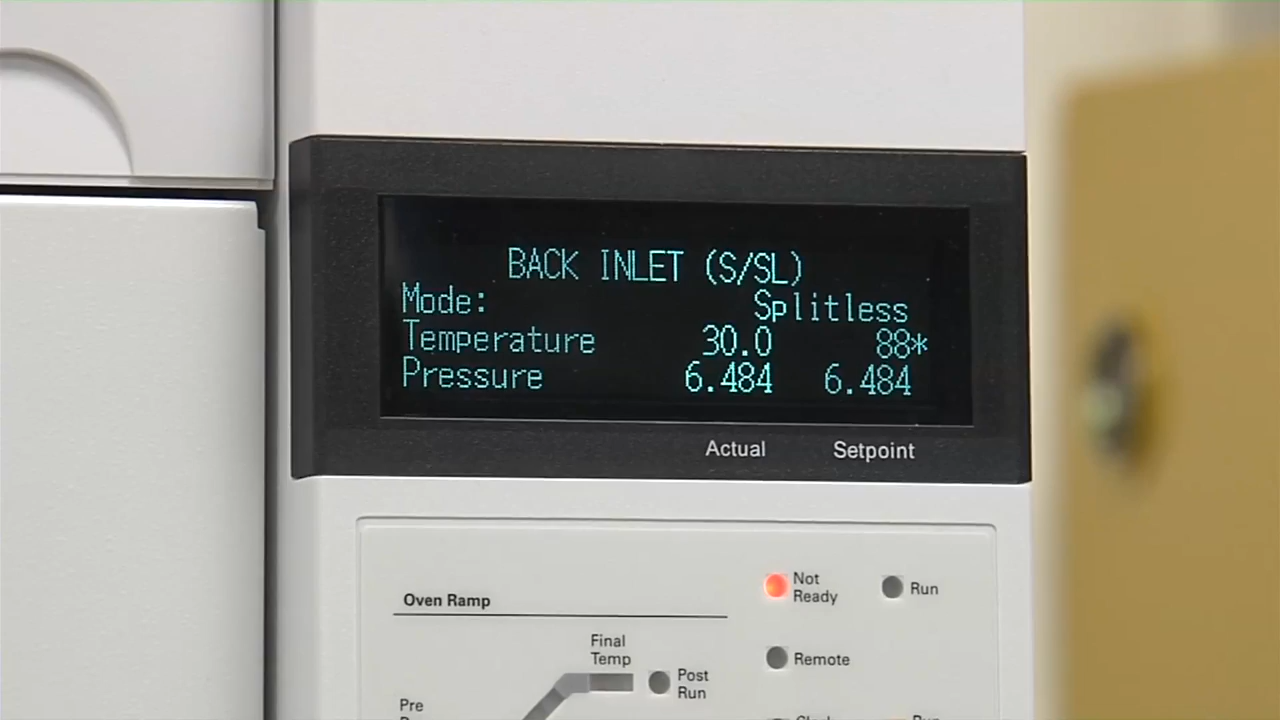 BACK INLET (S/SL)
Mode: Splitless
Temperature 30.0 88*
Pressure 6.484 6.484
Actual Setpoint
Not Ready
Run
Oven Ramp
Remote
Final Temp
Post Run
Pre